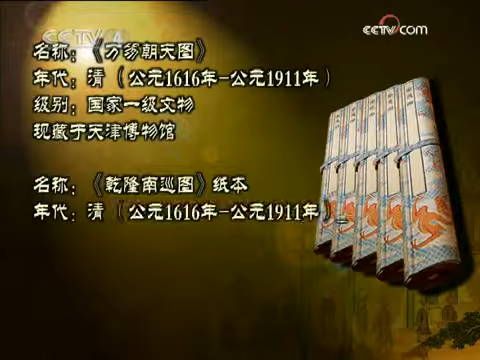 CCTV 4
CCTV.com
名称：《万笏朝天图》
年代：清（公元1616年-公元1911年）
级别：国家一级文物
现藏于天津博物馆
名称：《乾隆南巡图》纸本
年代：清（公元1616年-公元1911年）